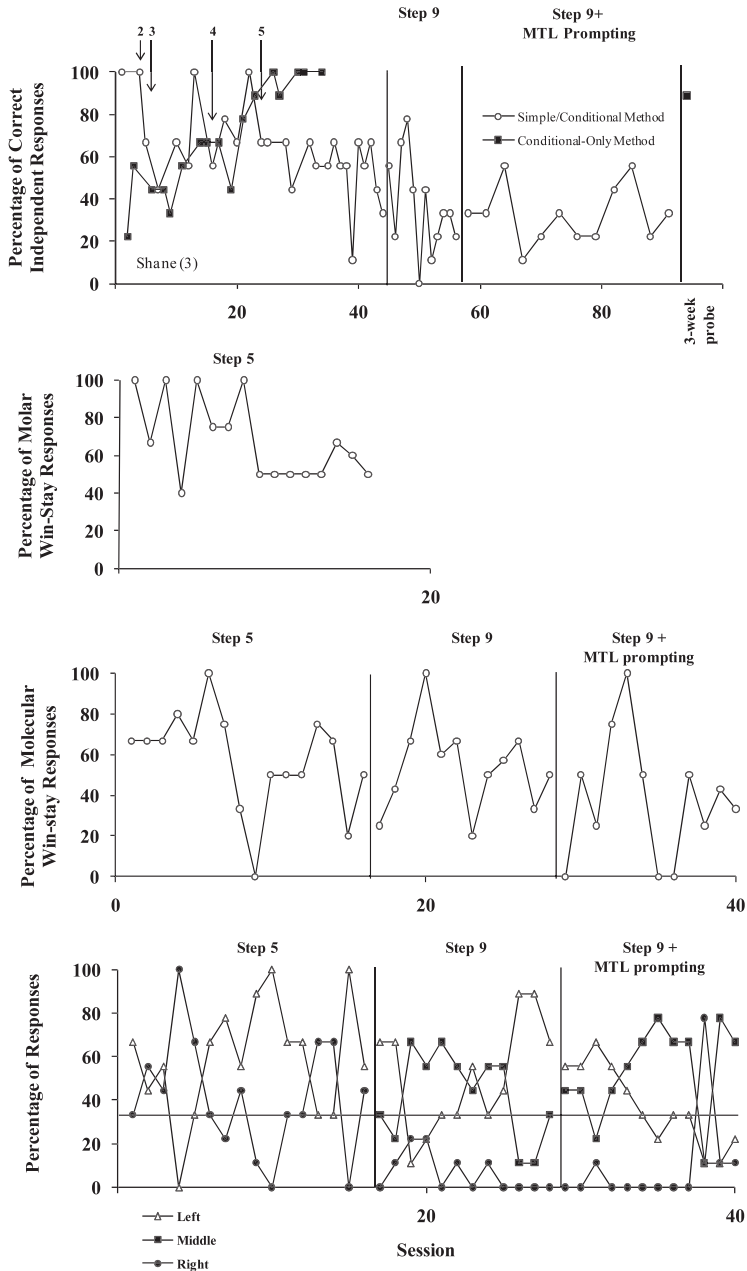 Step 9
Step 9+
MTL Prompting
2
3
4
5
Percentage of Correct
Independent Responses
100
80
60
40
20
0
Simple/Conditional Method
Conditional-Only Method
Shane (3)
20
40
60
80
3-week
probe
Step 5
Percentage of Molar
Win-Stay Responses
100
80
60
40
20
0
20
Step 5
Step 9
Step 9 +
MTL prompting
Percentage of Molecular
Win-stay Responses
100
80
60
40
20
0
0
20
40
Step 5
Step 9
Step 9 +
MTL prompting
Percentage of Responses
100
80
60
40
20
0
20
40
Left
Middle
Right
Session